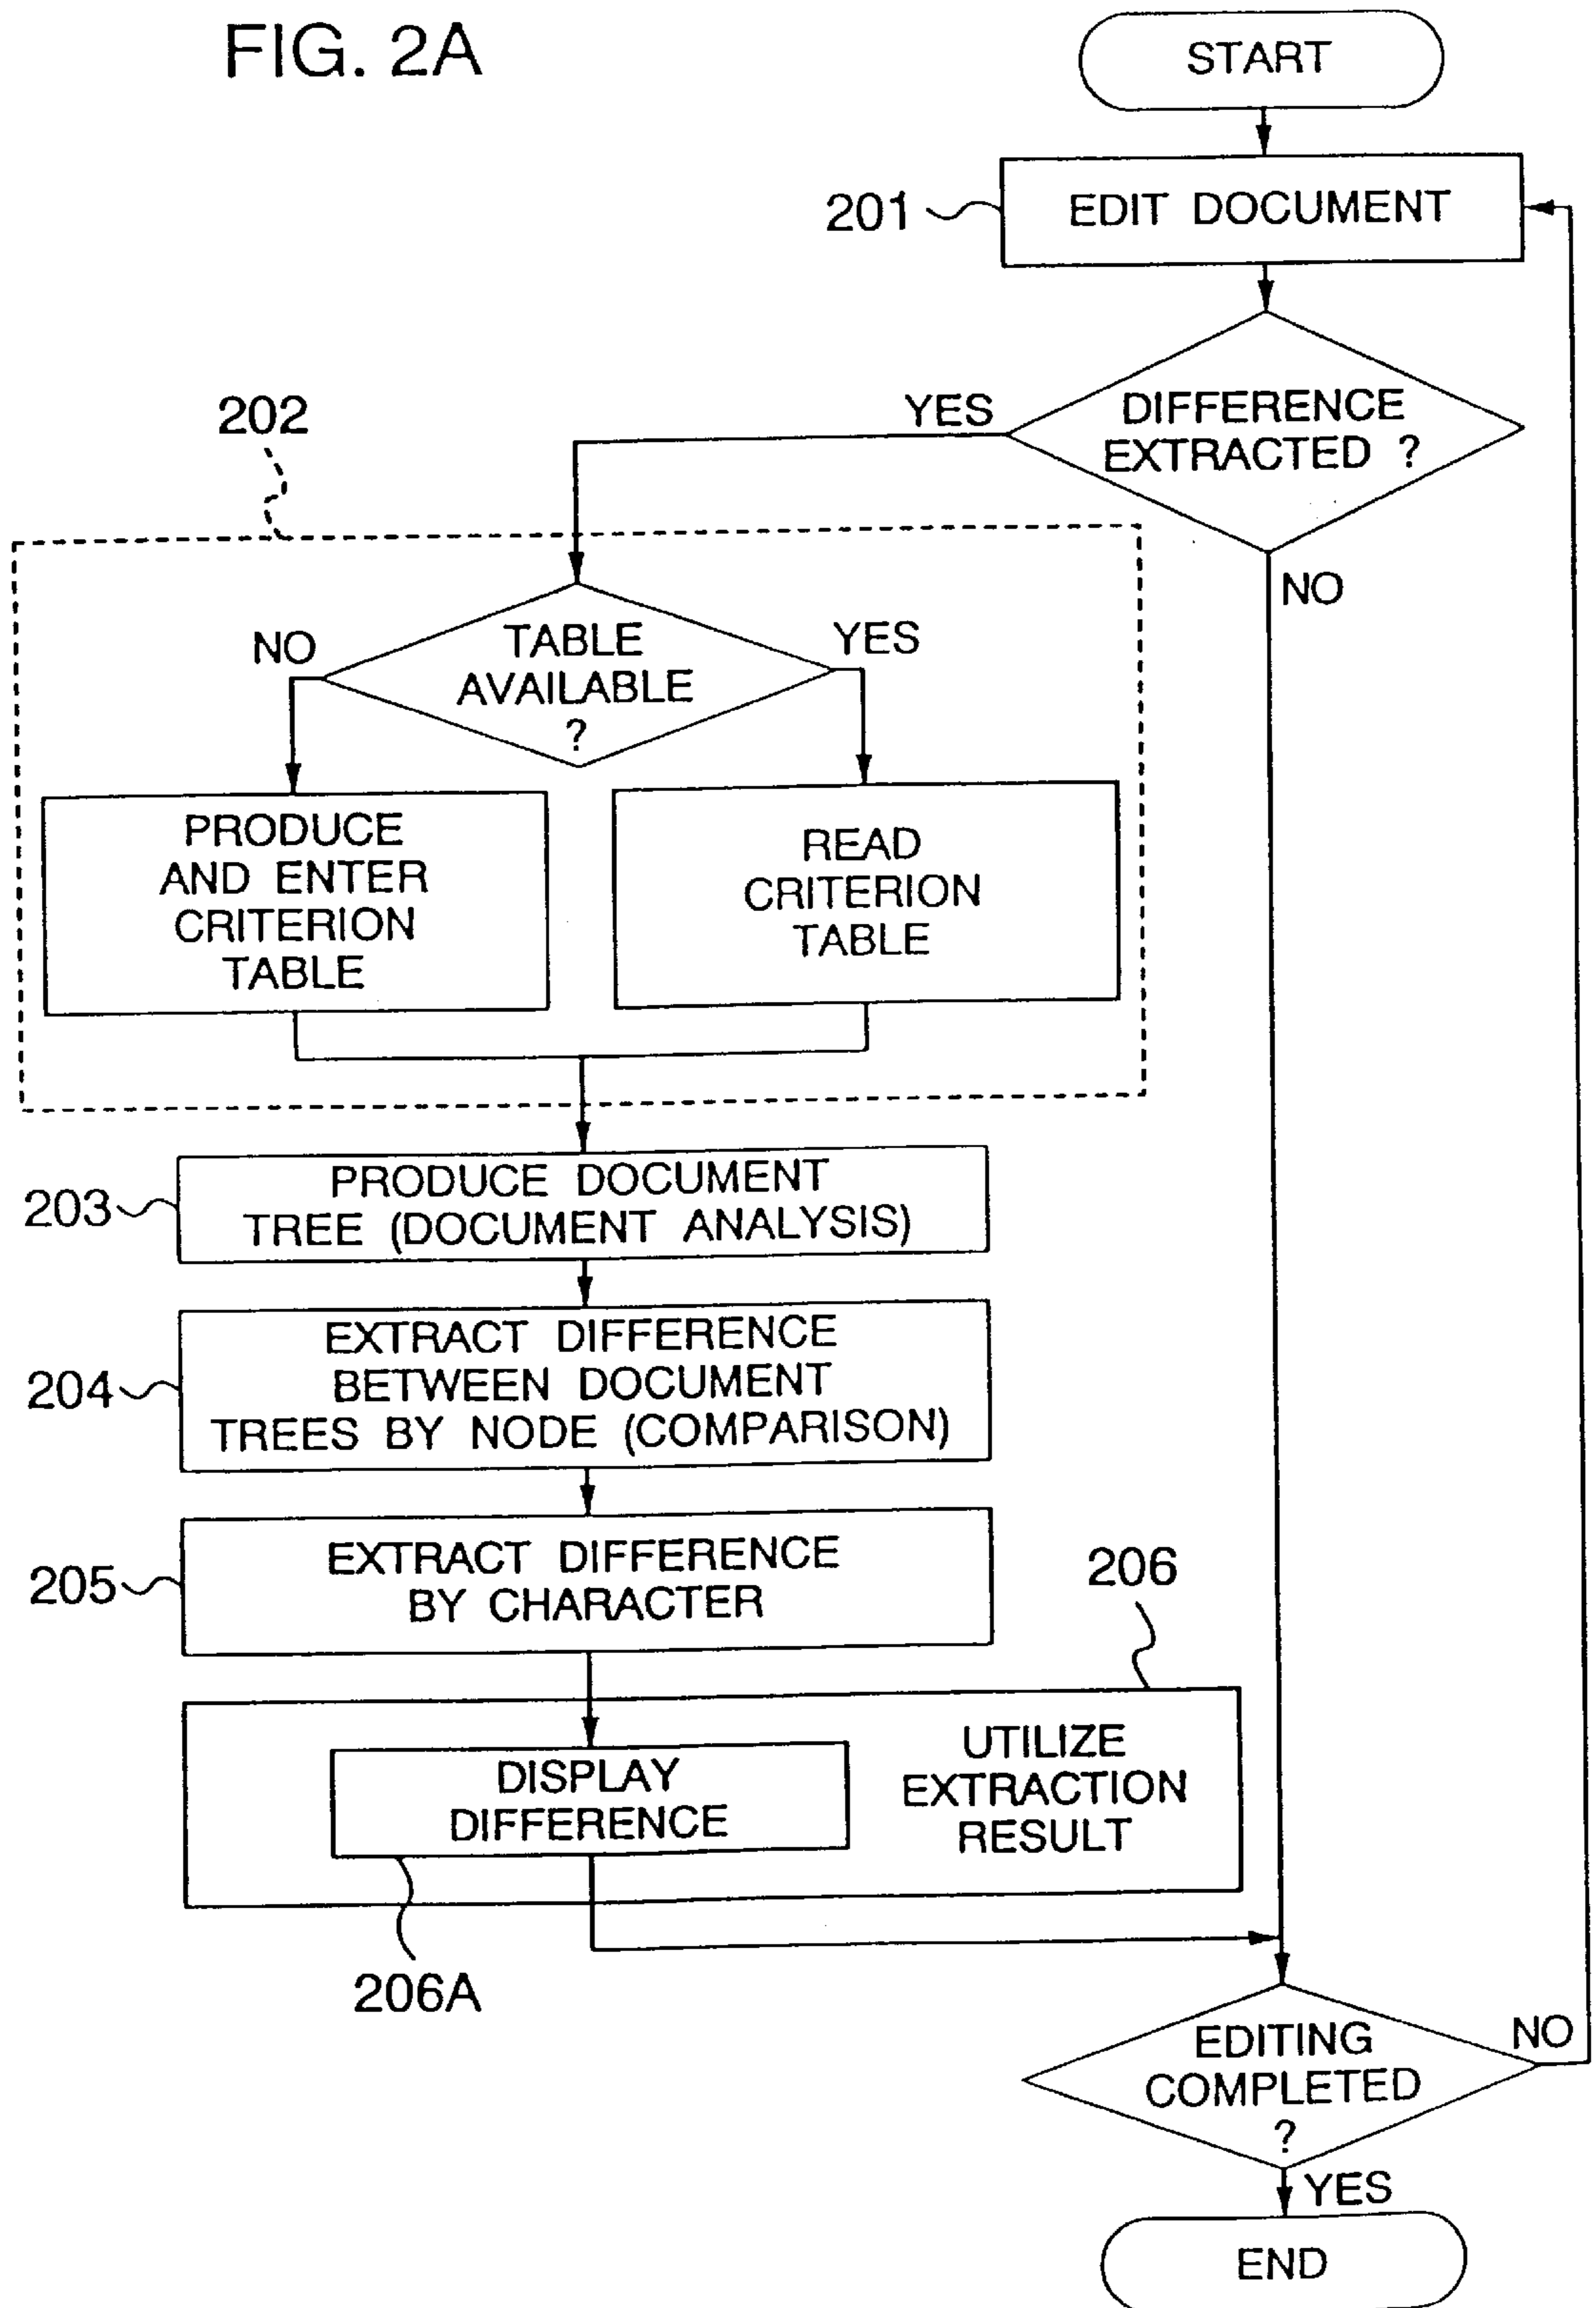 FIG. 2A
START
201
EDIT DOCUMENT
DIFFERENCE
EXTRACTED ?
YES
NO
202
TABLE
AVAILABLE
?
NO
YES
PRODUCE
AND ENTER
CRITERION
TABLE
READ
CRITERION
TABLE
203
PRODUCE DOCUMENT
TREE (DOCUMENT ANALYSIS)
204
EXTRACT DIFFERENCE
BETWEEN DOCUMENT
TREES BY NODE (COMPARISON)
205
EXTRACT DIFFERENCE
BY CHARACTER
206
DISPLAY
DIFFERENCE
UTILIZE
EXTRACTION
RESULT
206A
EDITING
COMPLETED
?
NO
YES
END